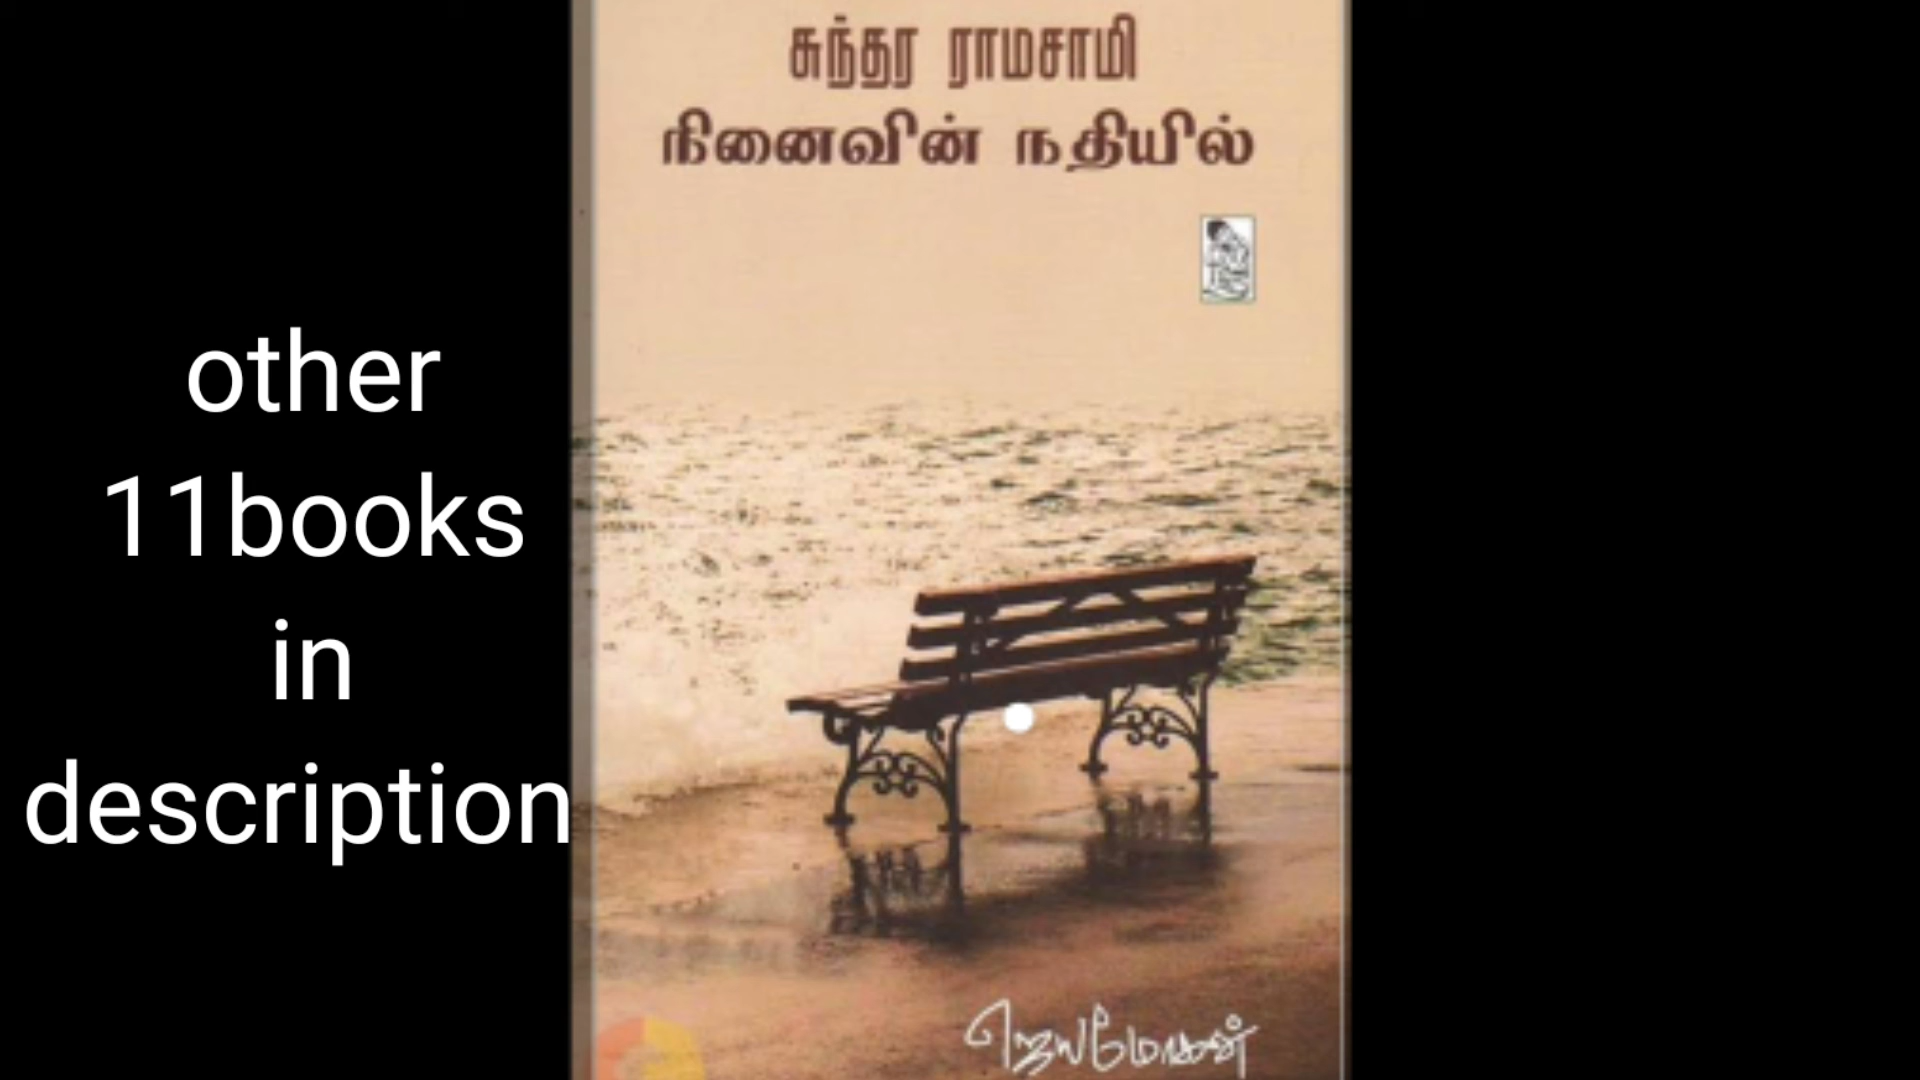 சுந்தர ராமசாமி
நினைவின் நதியில்
other
11books
in
description
ஜெயமோகன்